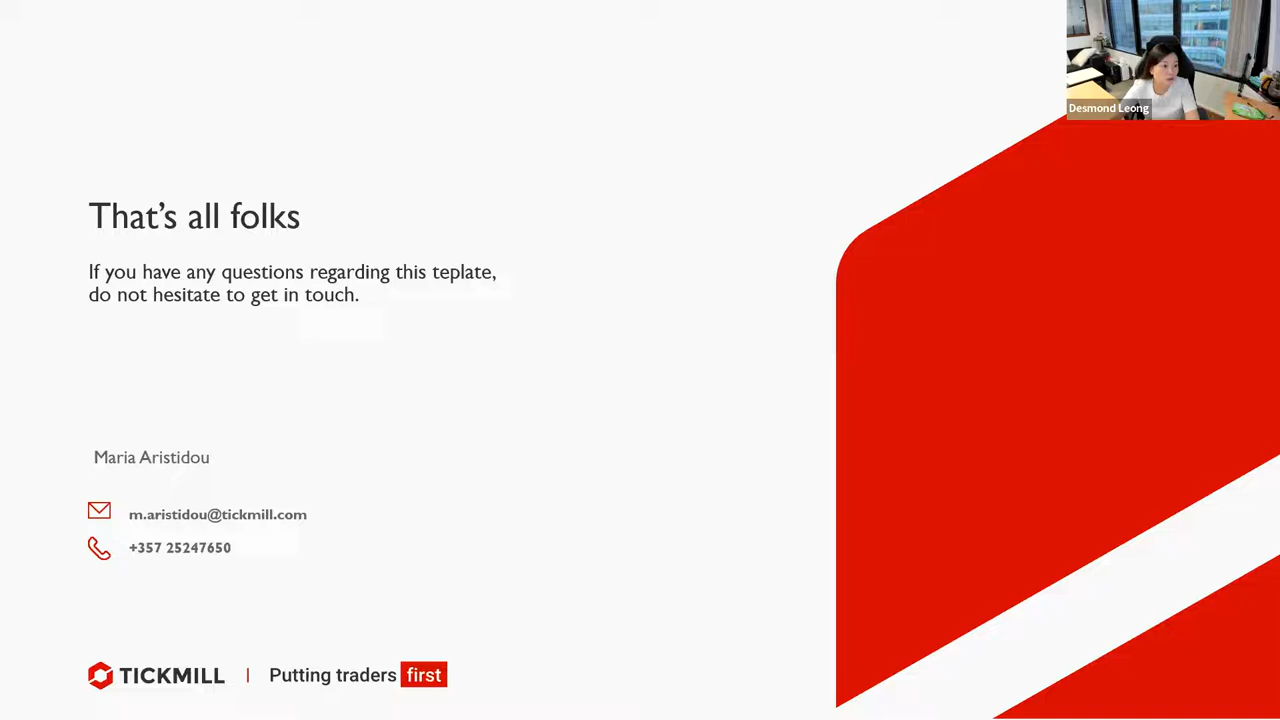 Desmond Leong
That’s all folks
If you have any questions regarding this teplate,
do not hesitate to get in touch.
Maria Aristidou
m.aristidou@tickmill.com
+357 25247650
TICKMILL | Putting traders first